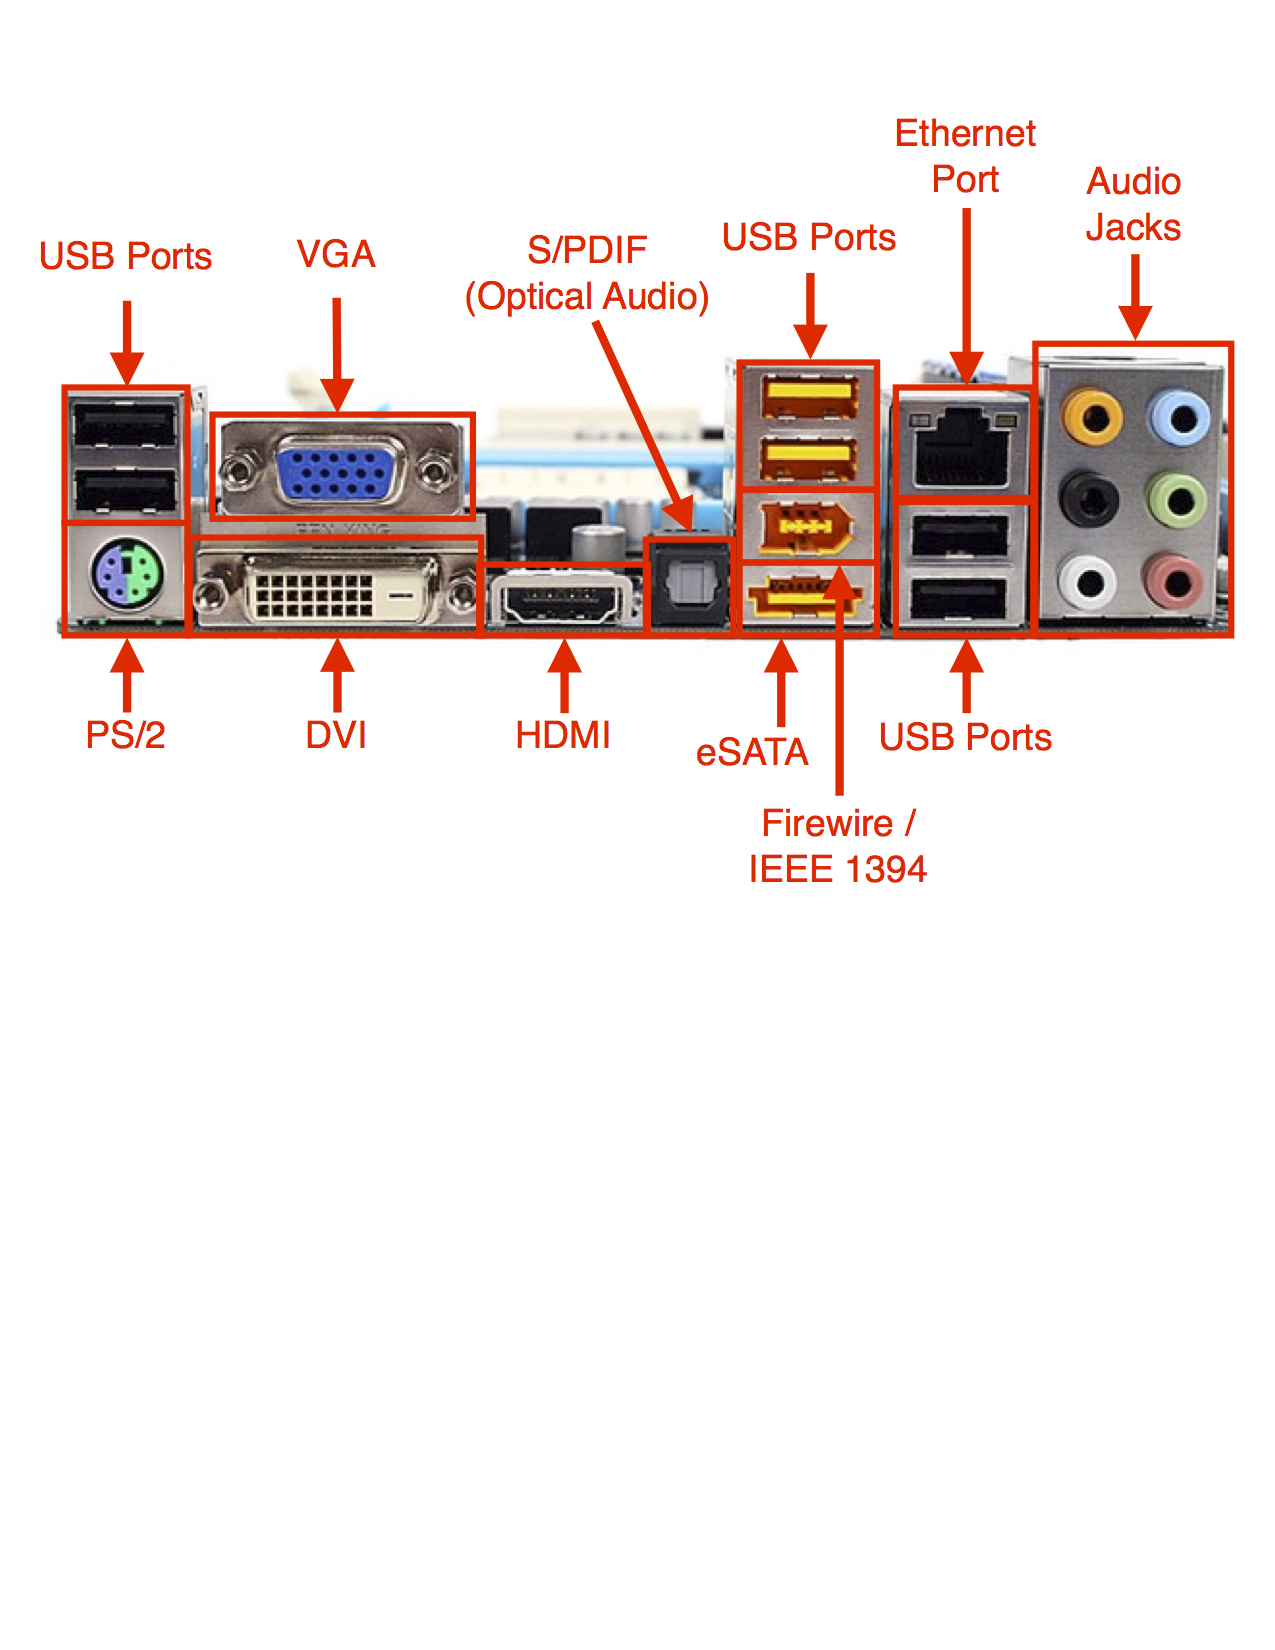 Ethernet
Port
Audio
Jacks
USB Ports
VGA
S/PDIF
(Optical Audio)
USB Ports
PS/2
DVI
HDMI
eSATA
USB Ports
Firewire /
IEEE 1394